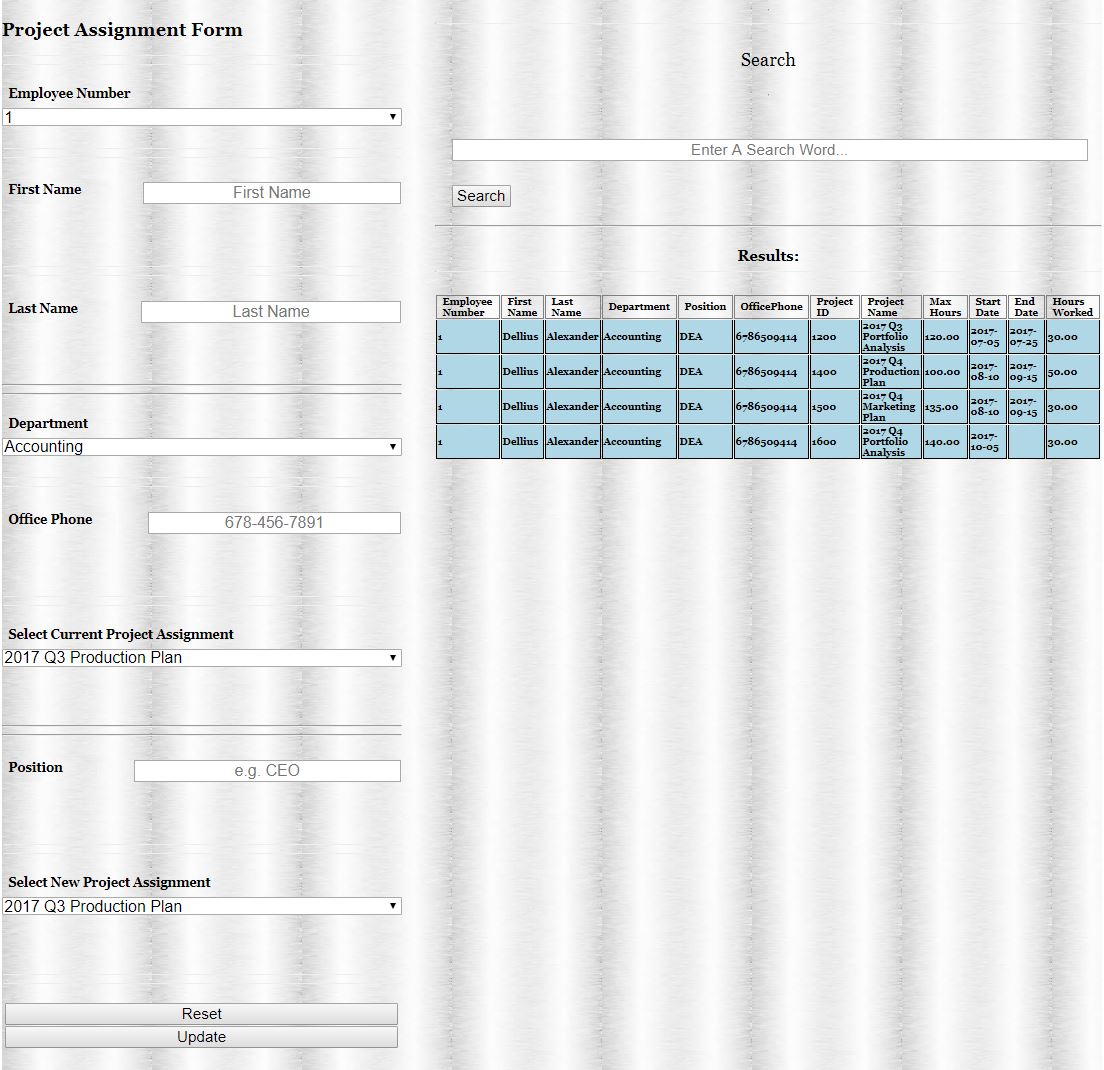 Project Assignment Form
Employee Number
1
First Name
First Name
Last Name
Last Name
Department
Accounting
Office Phone
678-456-7891
Select Current Project Assignment
2017 Q3 Production Plan
Position
e.g. CEO
Select New Project Assignment
2017 Q3 Production Plan
Reset
Update
Search
Enter A Search Word...
Search
Results:
Employee Number First Name Last Name Department Position OfficePhone Project ID Project Name Max Hours Start Date End Date Hours Worked
1 Dellius Alexander Accounting DEA 6786509414 1200 2017 Q3 Portfolio Analysis 120.00 2017-07-05 2017-07-25 30.00
1 Dellius Alexander Accounting DEA 6786509414 1400 2017 Q4 Production Plan 100.00 2017-08-10 2017-09-15 50.00
1 Dellius Alexander Accounting DEA 6786509414 1500 2017 Q4 Marketing Plan 135.00 2017-08-10 2017-09-15 30.00
1 Dellius Alexander Accounting DEA 6786509414 1600 2017 Q4 Portfolio Analysis 140.00 2017-10-05 30.00